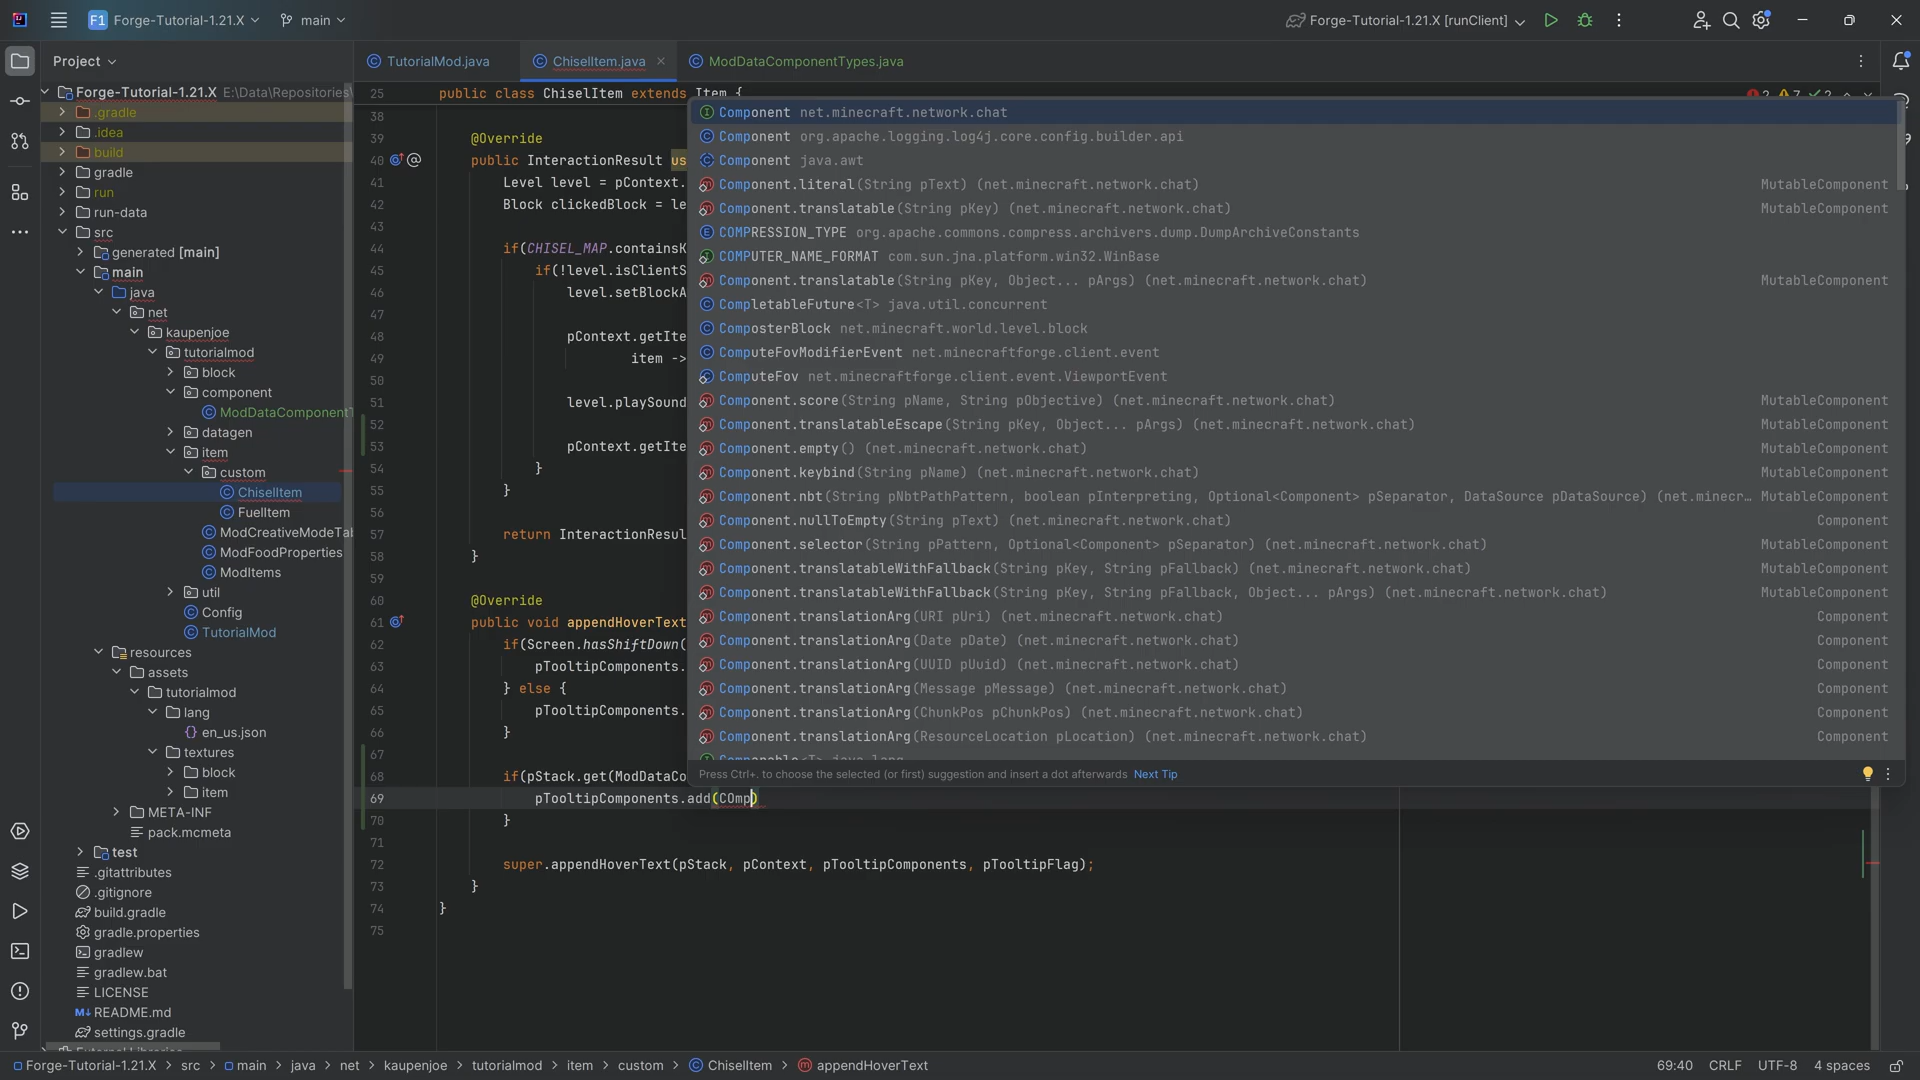 F1 Forge-Tutorial-1.21.X main Forge-Tutorial-1.21.X [runClient]
Project
TutorialMod.java ChiselItem.java ModDataComponentTypes.java
Forge-Tutorial-1.21.X E:\Data\Repositories\
.gradle
.idea
build
gradle
run
run-data
src
generated [main]
main
java
net
kaupenjoe
tutorialmod
block
component
ModDataComponentT
datagen
item
custom
ChiselItem
FuelItem
ModCreativeModeTab
ModFoodProperties
ModItems
util
Config
TutorialMod
resources
assets
tutorialmod
lang
en_us.json
textures
block
item
META-INF
pack.mcmeta
test
.gitattributes
.gitignore
build.gradle
gradle.properties
gradlew
gradlew.bat
LICENSE
README.md
settings.gradle
25 public class ChiselItem extends Item { 2 7 2
38
39 @Override
40 public InteractionResult us
41 Level level = pContext.
42 Block clickedBlock = le
43
44 if(CHISEL_MAP.containsK
45 if(!level.isClientS
46 level.setBlockA
47
48 pContext.getIte
49 item ->
50
51 level.playSound
52
53 pContext.getIte
54 }
55 }
56
57 return InteractionResul
58 }
59
60 @Override
61 public void appendHoverText
62 if(Screen.hasShiftDown(
63 pTooltipComponents.
64 } else {
65 pTooltipComponents.
66 }
67
68 if(pStack.get(ModDataCo
69 pTooltipComponents.add(COmp)
70 }
71
72 super.appendHoverText(pStack, pContext, pTooltipComponents, pTooltipFlag);
73 }
74 }
75
Component net.minecraft.network.chat
Component org.apache.logging.log4j.core.config.builder.api
Component java.awt
Component.literal(String pText) (net.minecraft.network.chat) MutableComponent
Component.translatable(String pKey) (net.minecraft.network.chat) MutableComponent
COMPRESSION_TYPE org.apache.commons.compress.archivers.dump.DumpArchiveConstants
COMPUTER_NAME_FORMAT com.sun.jna.platform.win32.WinBase
Component.translatable(String pKey, Object... pArgs) (net.minecraft.network.chat) MutableComponent
CompletableFuture<T> java.util.concurrent
ComposterBlock net.minecraft.world.level.block
ComputeFovModifierEvent net.minecraftforge.client.event
ComputeFov net.minecraftforge.client.event.ViewportEvent
Component.score(String pName, String pObjective) (net.minecraft.network.chat) MutableComponent
Component.translatableEscape(String pKey, Object... pArgs) (net.minecraft.network.chat) MutableComponent
Component.empty() (net.minecraft.network.chat) MutableComponent
Component.keybind(String pName) (net.minecraft.network.chat) MutableComponent
Component.nbt(String pNbtPathPattern, boolean pInterpreting, Optional<Component> pSeparator, DataSource pDataSource) (net.minecr... MutableComponent
Component.nullToEmpty(String pText) (net.minecraft.network.chat) Component
Component.selector(String pPattern, Optional<Component> pSeparator) (net.minecraft.network.chat) MutableComponent
Component.translatableWithFallback(String pKey, String pFallback) (net.minecraft.network.chat) MutableComponent
Component.translatableWithFallback(String pKey, String pFallback, Object... pArgs) (net.minecraft.network.chat) MutableComponent
Component.translationArg(URI pUri) (net.minecraft.network.chat) Component
Component.translationArg(Date pDate) (net.minecraft.network.chat) Component
Component.translationArg(UUID pUuid) (net.minecraft.network.chat) Component
Component.translationArg(Message pMessage) (net.minecraft.network.chat) Component
Component.translationArg(ChunkPos pChunkPos) (net.minecraft.network.chat) Component
Component.translationArg(ResourceLocation pLocation) (net.minecraft.network.chat) Component
Press Ctrl+. to choose the selected (or first) suggestion and insert a dot afterwards Next Tip
Forge-Tutorial-1.21.X > src > main > java > net > kaupenjoe > tutorialmod > item > custom > ChiselItem > appendHoverText 69:40 CRLF UTF-8 4 spaces